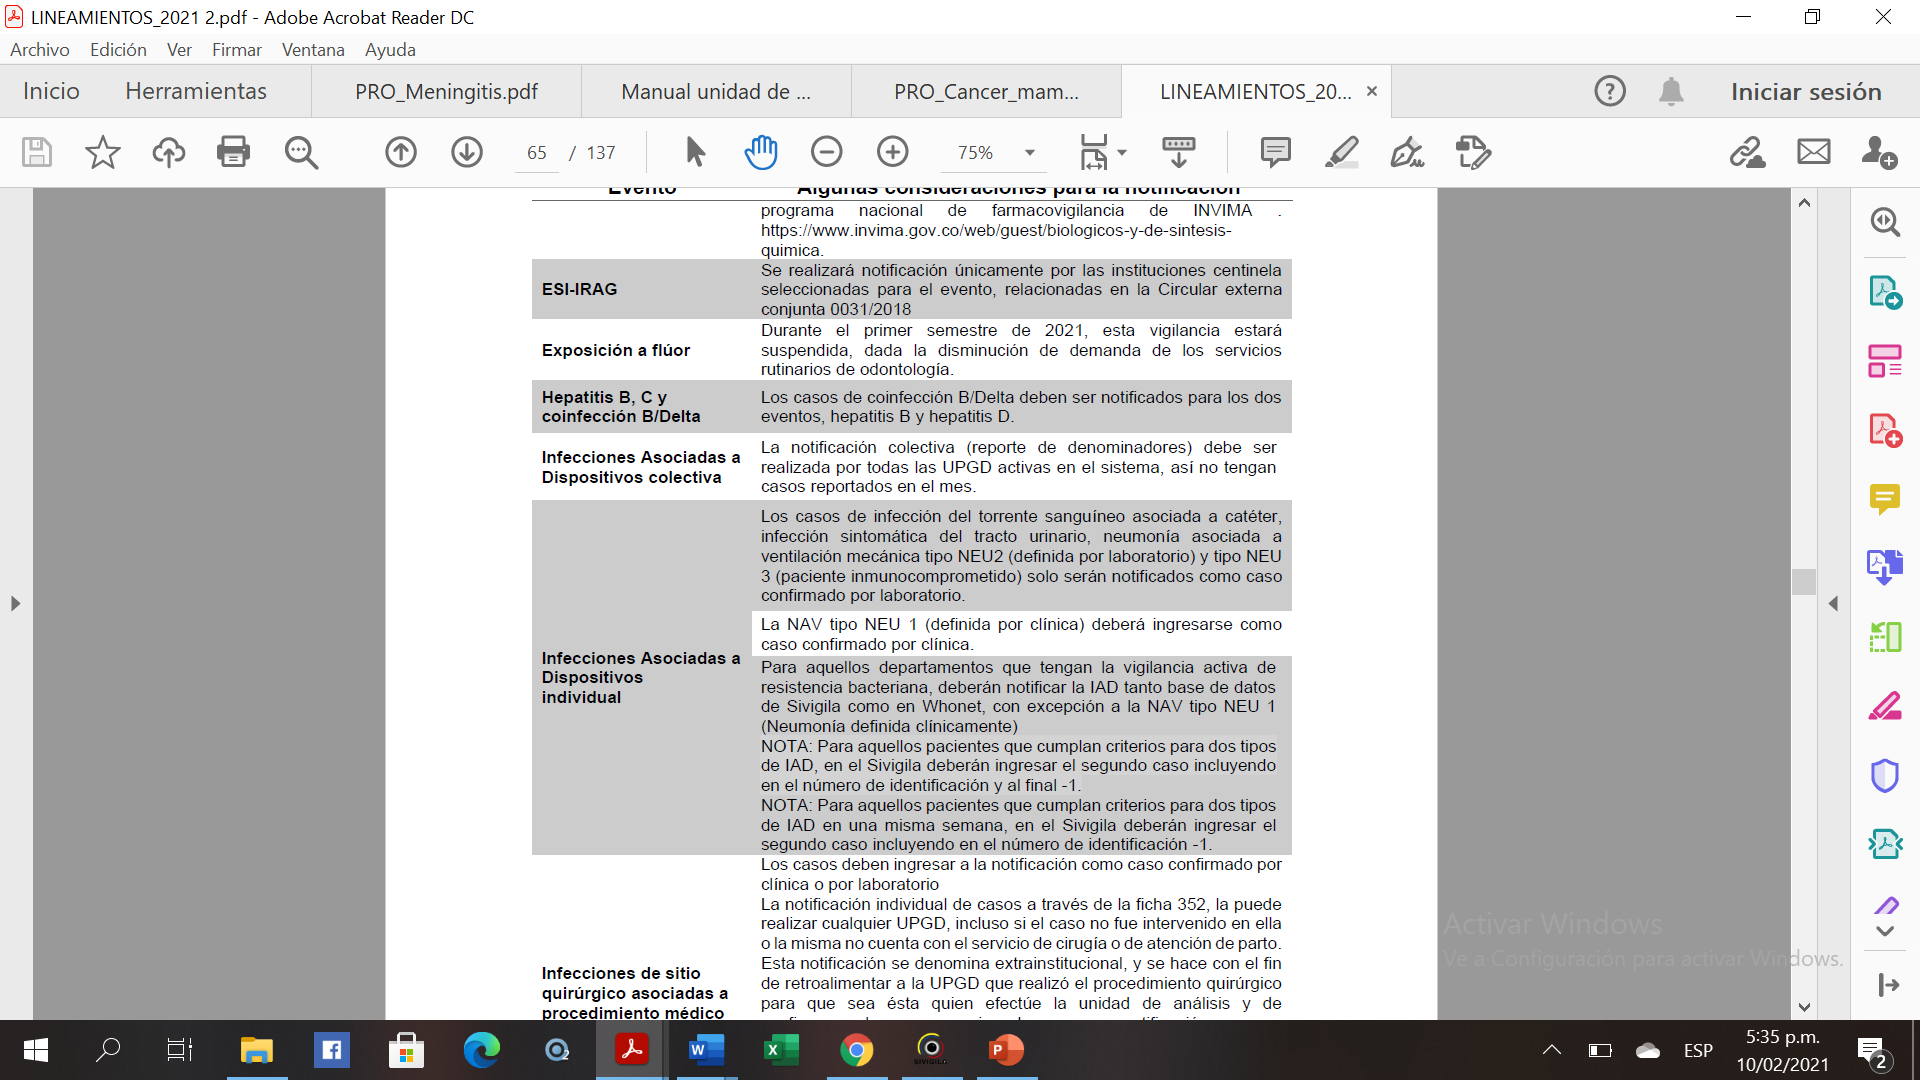 LINEAMIENTOS_2021 2.pdf - Adobe Acrobat Reader DC
Archivo Edición Ver Firmar Ventana Ayuda
Inicio Herramientas PRO_Meningitis.pdf Manual unidad de ... PRO_Cancer_mam... LINEAMIENTOS_20... Iniciar sesión
65 / 137 75%
Evento Algunas consideraciones para la notificación
programa nacional de farmacovigilancia de INVIMA .
https://www.invima.gov.co/web/guest/biologicos-y-de-sintesis-
quimica.
ESI-IRAG
Se realizará notificación únicamente por las instituciones centinela
seleccionadas para el evento, relacionadas en la Circular externa
conjunta 0031/2018
Exposición a flúor
Durante el primer semestre de 2021, esta vigilancia estará
suspendida, dada la disminución de demanda de los servicios
rutinarios de odontología.
Hepatitis B, C y
coinfección B/Delta
Los casos de coinfección B/Delta deben ser notificados para los dos
eventos, hepatitis B y hepatitis D.
Infecciones Asociadas a
Dispositivos colectiva
La notificación colectiva (reporte de denominadores) debe ser
realizada por todas las UPGD activas en el sistema, así no tengan
casos reportados en el mes.
Infecciones Asociadas a
Dispositivos
individual
Los casos de infección del torrente sanguíneo asociada a catéter,
infección sintomática del tracto urinario, neumonía asociada a
ventilación mecánica tipo NEU2 (definida por laboratorio) y tipo NEU
3 (paciente inmunocomprometido) solo serán notificados como caso
confirmado por laboratorio.
La NAV tipo NEU 1 (definida por clínica) deberá ingresarse como
caso confirmado por clínica.
Para aquellos departamentos que tengan la vigilancia activa de
resistencia bacteriana, deberán notificar la IAD tanto base de datos
de Sivigila como en Whonet, con excepción a la NAV tipo NEU 1
(Neumonía definida clínicamente)
NOTA: Para aquellos pacientes que cumplan criterios para dos tipos
de IAD, en el Sivigila deberán ingresar el segundo caso incluyendo
en el número de identificación y al final -1.
NOTA: Para aquellos pacientes que cumplan criterios para dos tipos
de IAD en una misma semana, en el Sivigila deberán ingresar el
segundo caso incluyendo en el número de identificación -1.
Infecciones de sitio
quirúrgico asociadas a
procedimiento médico
Los casos deben ingresar a la notificación como caso confirmado por
clínica o por laboratorio
La notificación individual de casos a través de la ficha 352, la puede
realizar cualquier UPGD, incluso si el caso no fue intervenido en ella
o la misma no cuenta con el servicio de cirugía o de atención de parto.
Esta notificación se denomina extrainstitucional, y se hace con el fin
de retroalimentar a la UPGD que realizó el procedimiento quirúrgico
para que sea ésta quien efectúe la unidad de análisis y de
Activar Windows
Ve a Configuración para activar Windows.
SIVIGILA
ESP
5:35 p.m.
10/02/2021
2